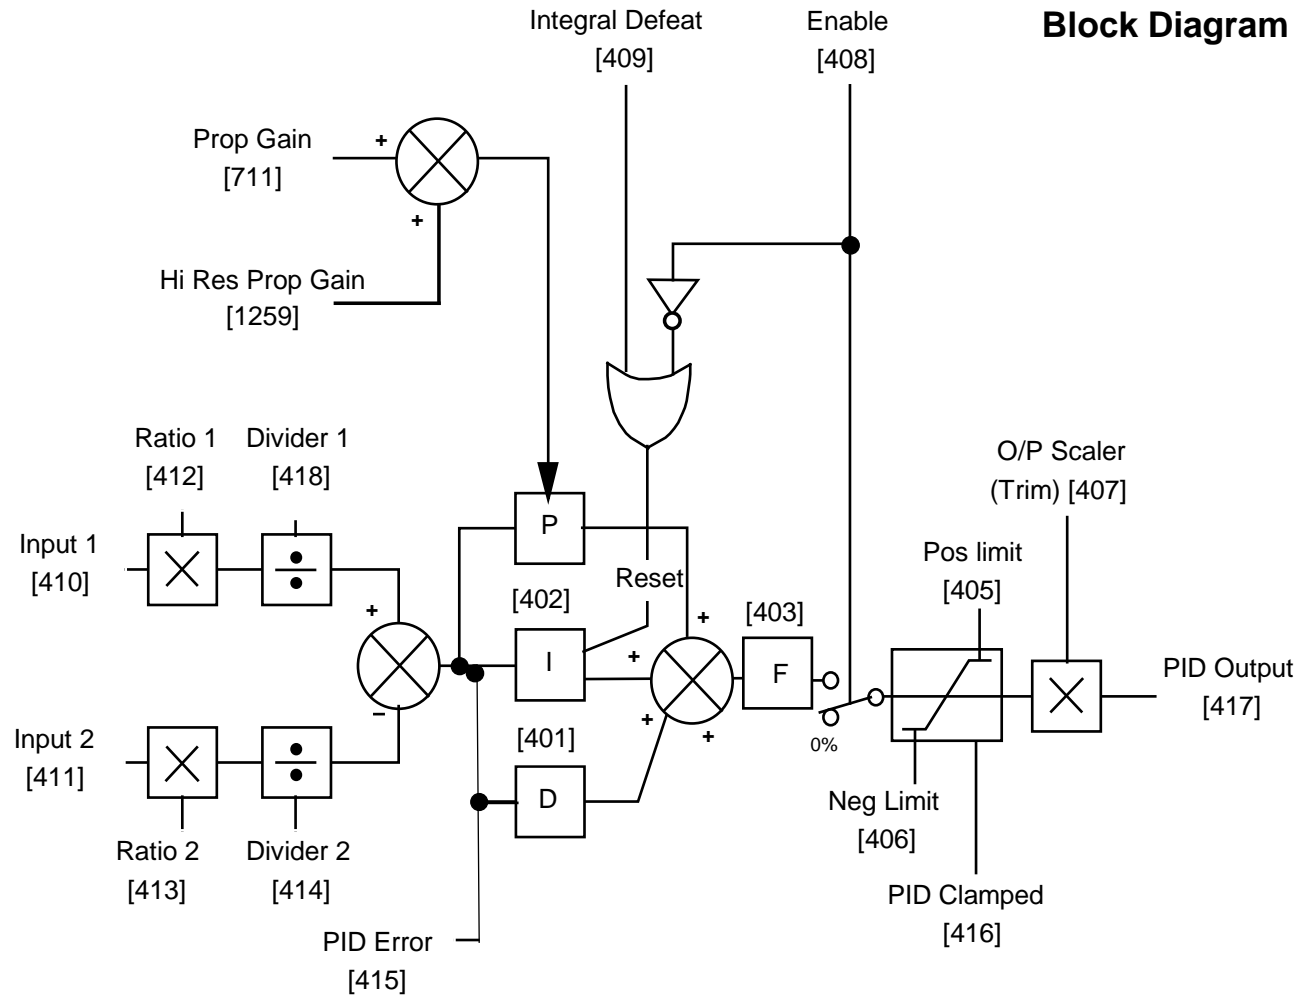 Block Diagram
Integral Defeat
[409]
Enable
[408]
Prop Gain
[711]
+
+
Hi Res Prop Gain
[1259]
Ratio 1
[412]
Divider 1
[418]
O/P Scaler
(Trim) [407]
Input 1
[410]
P
Pos limit
[405]
Reset
[402]
[403]
+
+
+
I
F
PID Output
[417]
−
+
+
0%
Input 2
[411]
[401]
D
Neg Limit
[406]
Ratio 2
[413]
Divider 2
[414]
PID Clamped
[416]
PID Error
[415]